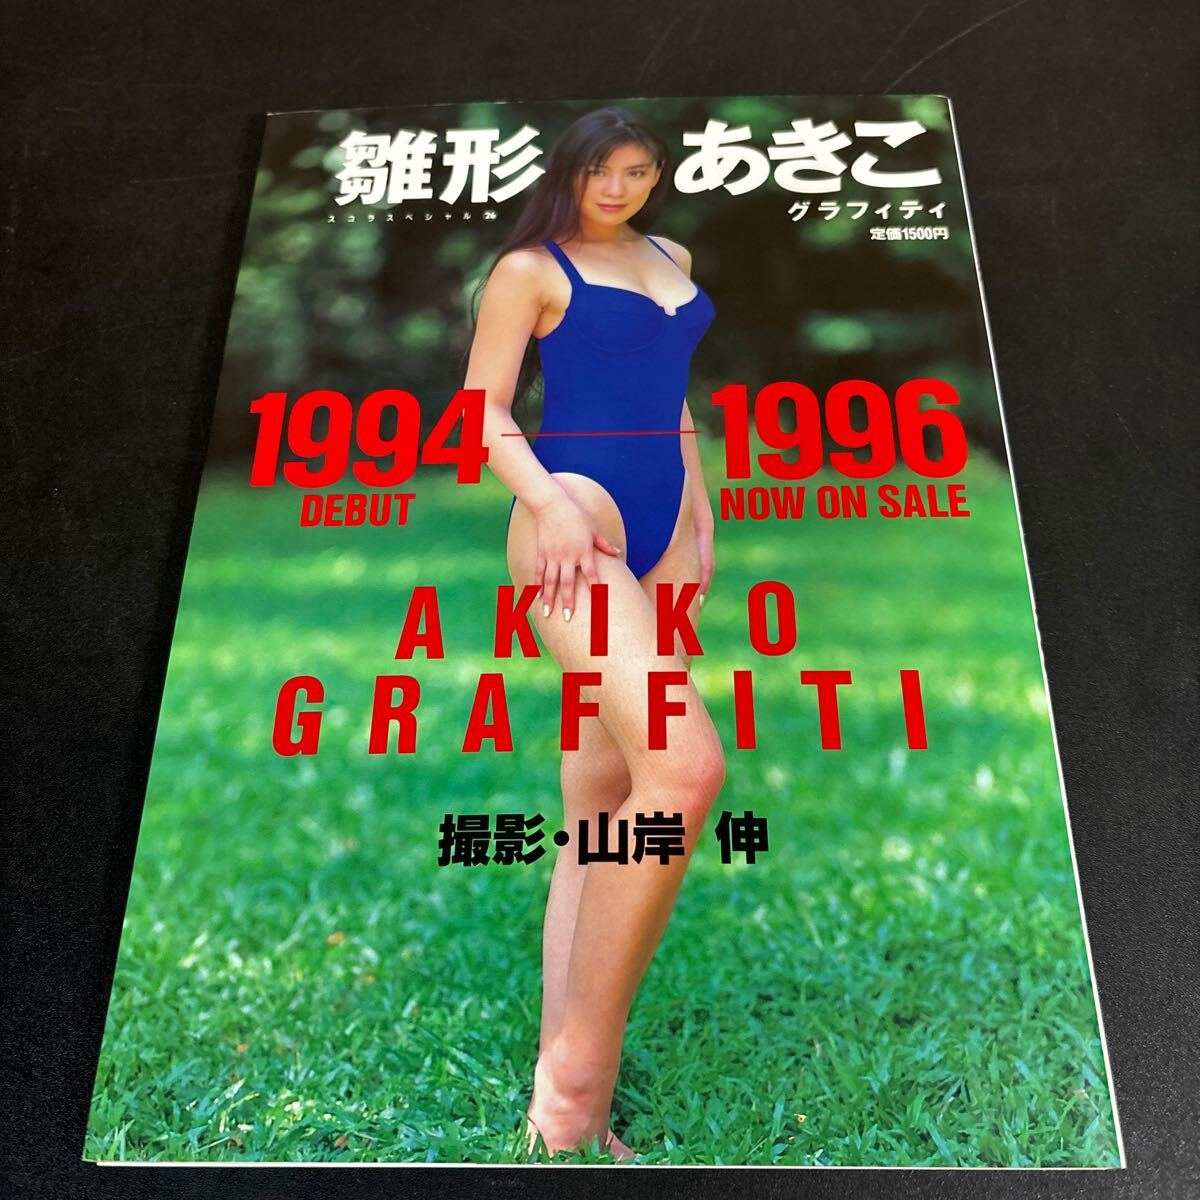 雛形 あきこ
スコラスペシャル 26
グラフィティ
定価1500円
1994 1996
DEBUT NOW ON SALE
AKIKO
GRAFFITI
撮影・山岸 伸